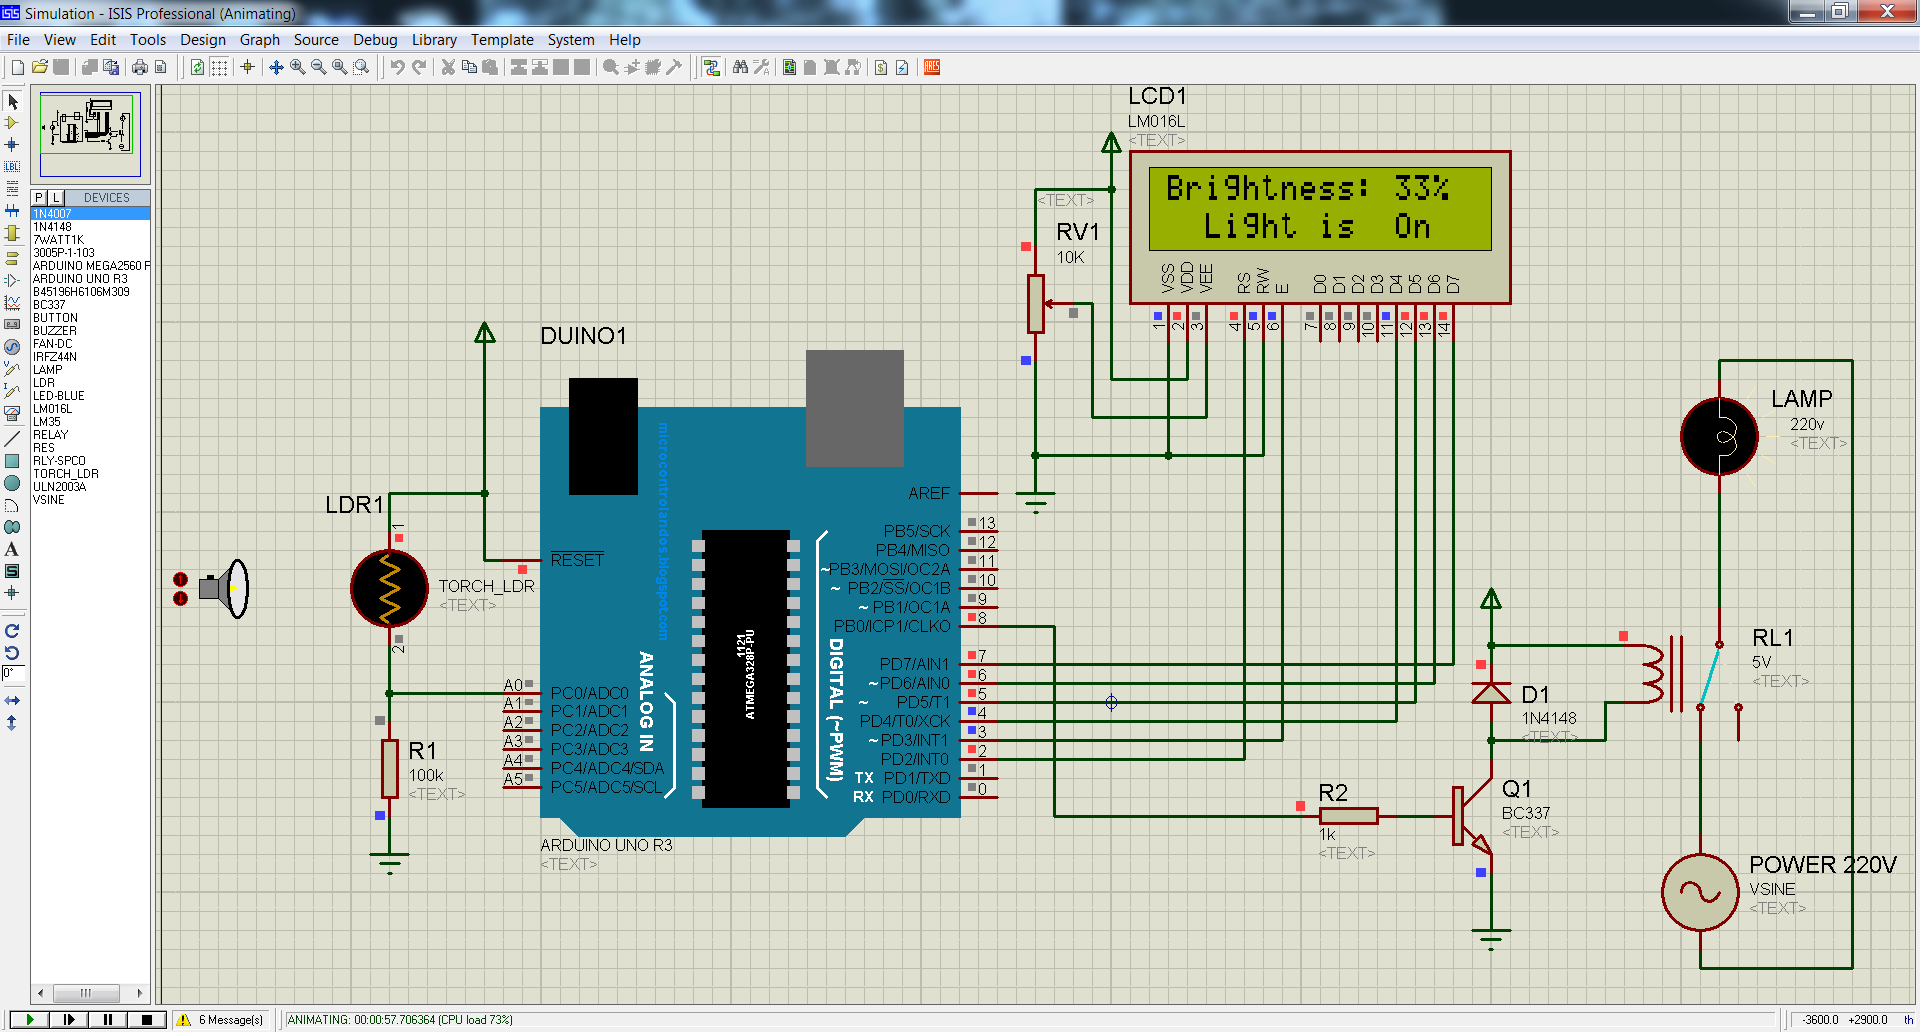 Simulation - ISIS Professional (Animating)
File View Edit Tools Design Graph Source Debug Library Template System Help
P L DEVICES
1N4007
1N4148
7WATT1K
3005P-1-103
ARDUINO MEGA2560 F
ARDUINO UNO R3
B45196H6106M309
BC337
BUTTON
BUZZER
FAN-DC
IRFZ44N
LAMP
LDR
LED-BLUE
LM016L
LM35
RELAY
RES
RLY-SPCO
TORCH_LDR
ULN2003A
VSINE
0°
LCD1
LM016L
<TEXT>
Brightness: 33%
Light is On
VSS VDD VEE RS RW E D0 D1 D2 D3 D4 D5 D6 D7
1 2 3 4 5 6 7 8 9 10 11 12 13 14
<TEXT>
RV1
10K
LAMP
220v
<TEXT>
DUINO1
microcontrolandos.blogspot.com
LDR1
1
2
TORCH_LDR
<TEXT>
RESET
AREF
PB5/SCK 13
PB4/MISO 12
~PB3/MOSI/OC2A 11
~ PB2/SS/OC1B 10
~ PB1/OC1A 9
PB0/ICP1/CLKO 8
PD7/AIN1 7
~PD6/AIN0 6
~ PD5/T1 5
PD4/T0/XCK 4
~PD3/INT1 3
PD2/INT0 2
TX PD1/TXD 1
RX PD0/RXD 0
DIGITAL (~PWM)
1121
ATMEGA328P-PU
ANALOG IN
A0 PC0/ADC0
A1 PC1/ADC1
A2 PC2/ADC2
A3 PC3/ADC3
A4 PC4/ADC4/SDA
A5 PC5/ADC5/SCL
ARDUINO UNO R3
<TEXT>
R1
100k
<TEXT>
RL1
5V
<TEXT>
D1
1N4148
<TEXT>
R2
1k
<TEXT>
Q1
BC337
<TEXT>
POWER 220V
VSINE
<TEXT>
6 Message(s)
ANIMATING: 00:00:57.706364 (CPU load 73%)
-3600.0 +2900.0 th